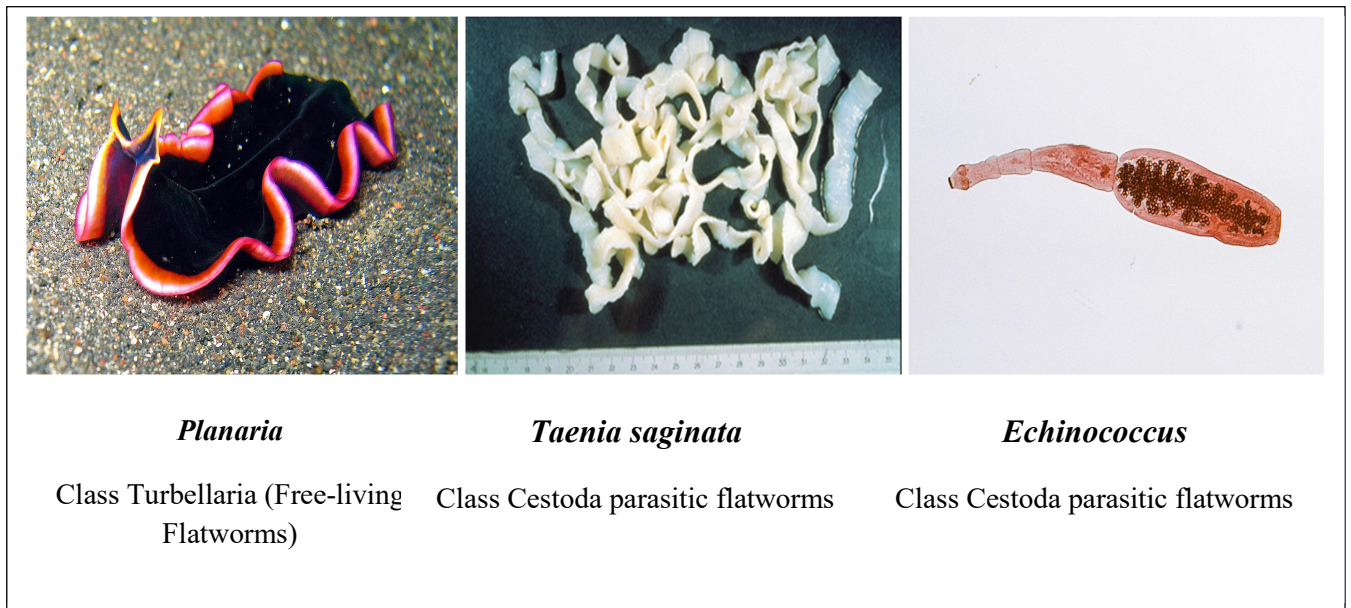 Planaria
Taenia saginata
Echinococcus
Class Turbellaria (Free-living
Flatworms)
Class Cestoda parasitic flatworms
Class Cestoda parasitic flatworms